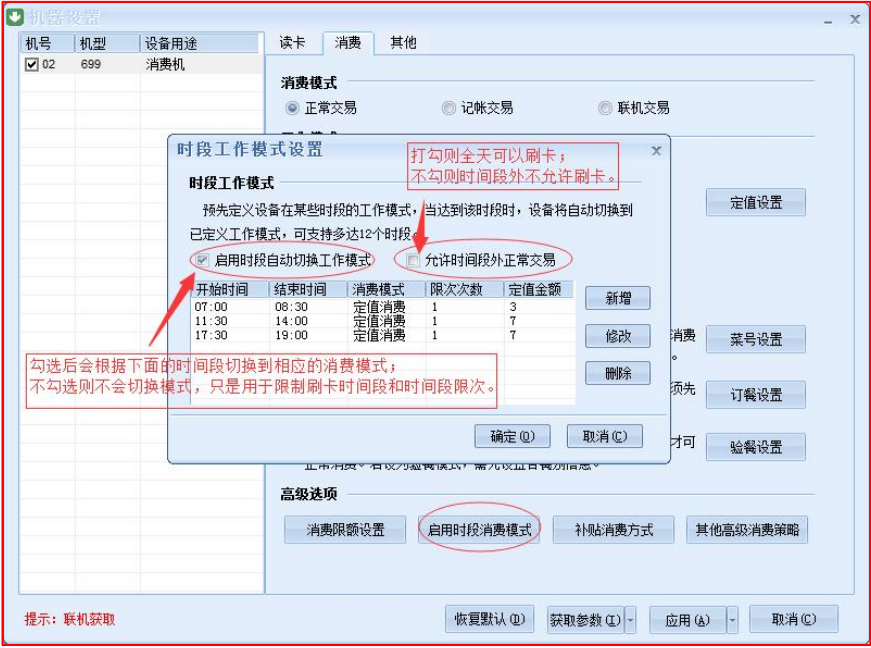 机器设置
机号 机型 设备用途
02 699 消费机
读卡 消费 其他
消费模式
正常交易 记帐交易 联机交易
时段工作模式设置
打勾则全天可以刷卡；
不勾则时间段外不允许刷卡。
时段工作模式
预先定义设备在某些时段的工作模式，当达到该时段时，设备将自动切换到
已定义工作模式，可支持多达12个时段。
启用时段自动切换工作模式 允许时间段外正常交易
开始时间 结束时间 消费模式 限次次数 定值金额
07:00 08:30 定值消费 1 3
11:30 14:00 定值消费 1 7
17:30 19:00 定值消费 1 7
新增
修改
删除
勾选后会根据下面的时间段切换到相应的消费模式；
不勾选则不会切换模式，只是用于限制刷卡时间段和时间段限次。
确定(O) 取消(C)
定值设置
消费
。
菜号设置
须先
订餐设置
才可
验餐设置
高级选项
消费限额设置 启用时段消费模式 补贴消费方式 其他高级消费策略
提示：联机获取
恢复默认(D) 获取参数(I) 应用(A) 取消(C)